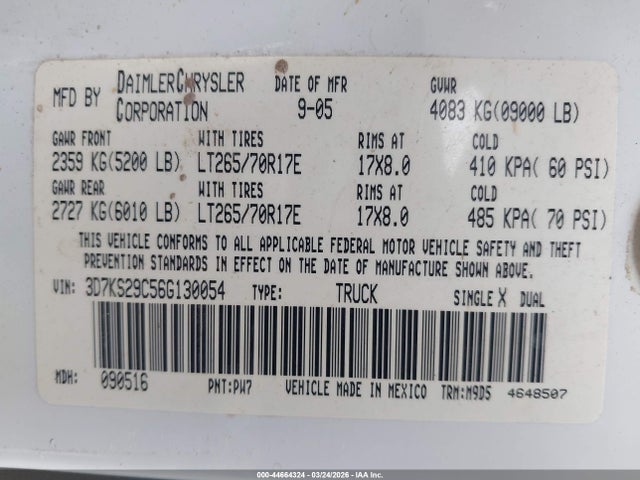 MFD BY DAIMLERCHRYSLER CORPORATION DATE OF MFR 9-05 GVWR 4083 KG(09000 LB)
GAWR FRONT WITH TIRES RIMS AT COLD
2359 KG(5200 LB) LT265/70R17E 17X8.0 410 KPA( 60 PSI)
GAWR REAR WITH TIRES RIMS AT COLD
2727 KG(6010 LB) LT265/70R17E 17X8.0 485 KPA( 70 PSI)
THIS VEHICLE CONFORMS TO ALL APPLICABLE FEDERAL MOTOR VEHICLE SAFETY AND THEFT
PREVENTION STANDARDS IN EFFECT ON THE DATE OF MANUFACTURE SHOWN ABOVE.
VIN: 3D7KS29C56G130054 TYPE: TRUCK SINGLE X DUAL
MDH: 090516 PNT:PW7 VEHICLE MADE IN MEXICO TRM:M9D5 4648507
000-44664324 | 03/24/2026 | IAA Inc.